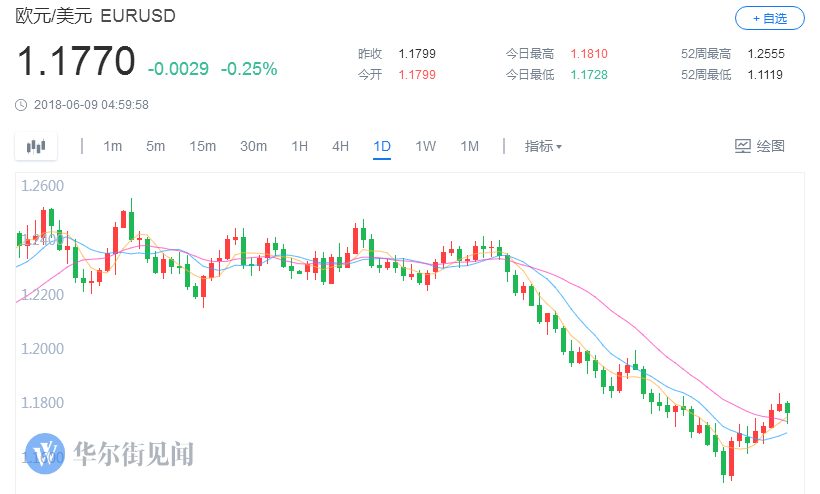 欧元/美元 EURUSD
+ 自选
1.1770 -0.0029 -0.25%
昨收 1.1799 今日最高 1.1810 52周最高 1.2555
今开 1.1799 今日最低 1.1728 52周最低 1.1119
2018-06-09 04:59:58
1m 5m 15m 30m 1H 4H 1D 1W 1M 指标 绘图
1.2600
1.2400
1.2200
1.2000
1.1800
1.1600
华尔街见闻